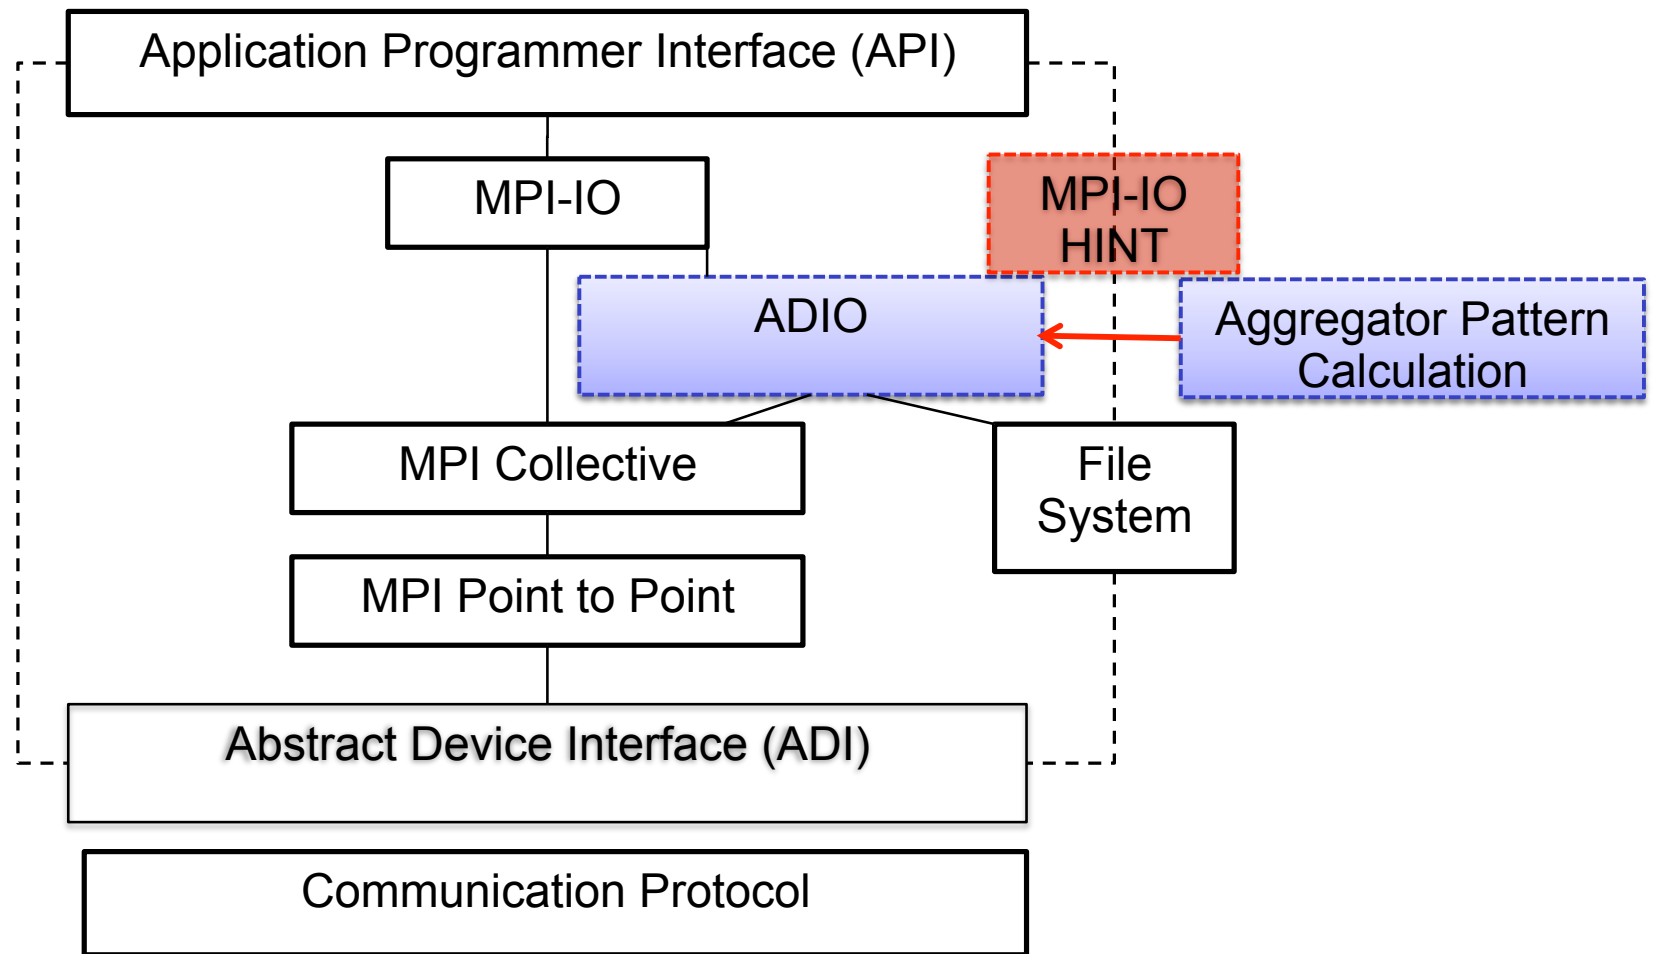 Application Programmer Interface (API)
MPI-IO
MPI-IO
HINT
ADIO
Aggregator Pattern
Calculation
MPI Collective
File
System
MPI Point to Point
Abstract Device Interface (ADI)
Communication Protocol